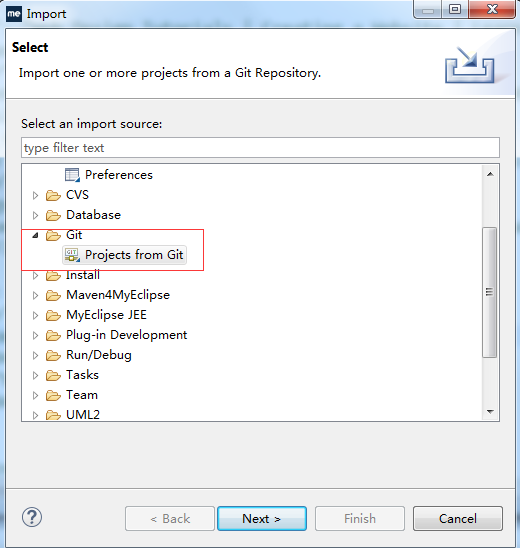 me Import
Select
Import one or more projects from a Git Repository.
Select an import source:
type filter text
Preferences
CVS
Database
Git
GIT Projects from Git
Install
Maven4MyEclipse
MyEclipse JEE
Plug-in Development
Run/Debug
Tasks
Team
UML2
? < Back Next > Finish Cancel